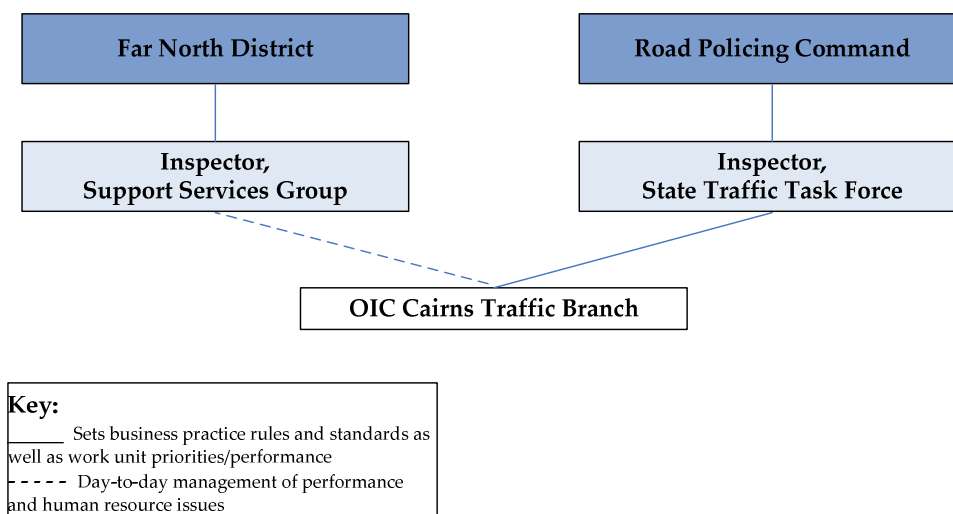 Far North District
Road Policing Command
Inspector,
Support Services Group
Inspector,
State Traffic Task Force
OIC Cairns Traffic Branch
Key:
Sets business practice rules and standards as
well as work unit priorities/performance
Day-to-day management of performance
and human resource issues